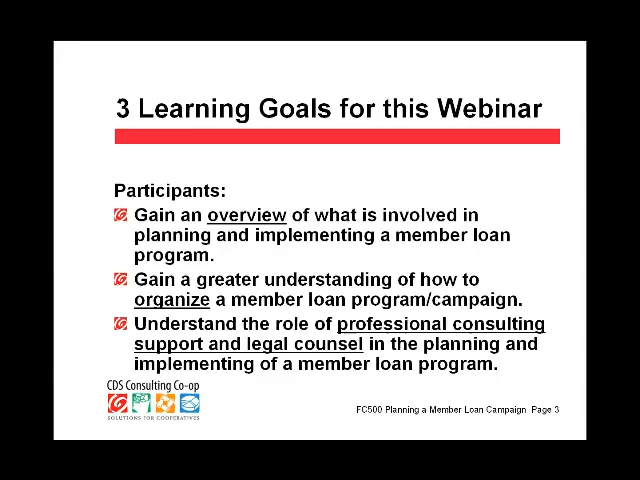 3 Learning Goals for this Webinar
Participants:
Gain an overview of what is involved in
planning and implementing a member loan
program.
Gain a greater understanding of how to
organize a member loan program/campaign.
Understand the role of professional consulting
support and legal counsel in the planning and
implementing of a member loan program.
CDS Consulting Co-op
SOLUTIONS FOR COOPERATIVES
FC500 Planning a Member Loan Campaign Page 3